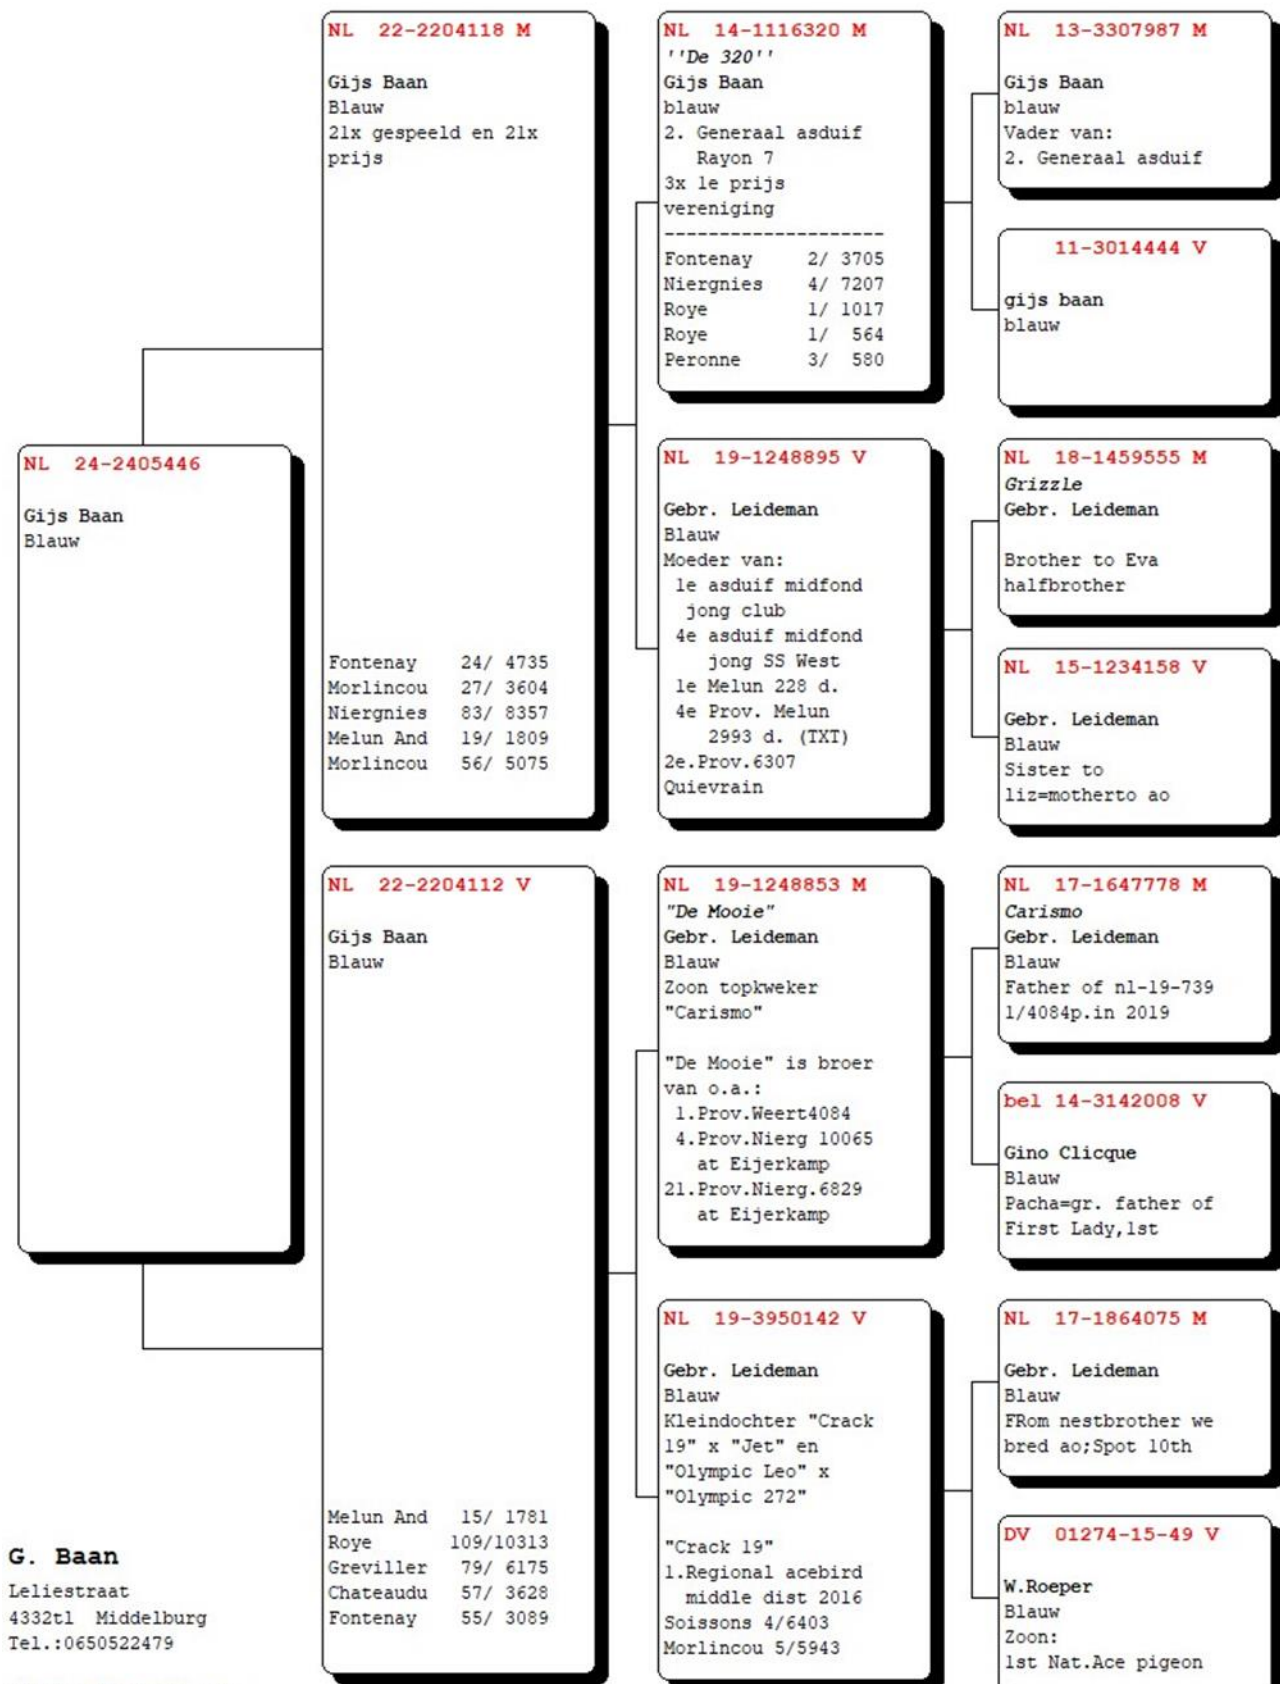 NL 24-2405446
Gijs Baan
Blauw
G. Baan
Leliestraat
4332tl Middelburg
Tel.:0650522479
NL 22-2204118 M
Gijs Baan
Blauw
21x gespeeld en 21x
prijs
Fontenay 24/ 4735
Morlincou 27/ 3604
Niergnies 83/ 8357
Melun And 19/ 1809
Morlincou 56/ 5075
NL 22-2204112 V
Gijs Baan
Blauw
Melun And 15/ 1781
Roye 109/10313
Greviller 79/ 6175
Chateaudu 57/ 3628
Fontenay 55/ 3089
NL 14-1116320 M
''De 320''
Gijs Baan
blauw
2. Generaal asduif
Rayon 7
3x 1e prijs
vereniging
--------------------
Fontenay 2/ 3705
Niergnies 4/ 7207
Roye 1/ 1017
Roye 1/ 564
Peronne 3/ 580
NL 19-1248895 V
Gebr. Leideman
Blauw
Moeder van:
1e asduif midfond
jong club
4e asduif midfond
jong SS West
1e Melun 228 d.
4e Prov. Melun
2993 d. (TXT)
2e.Prov.6307
Quievrain
NL 19-1248853 M
"De Mooie"
Gebr. Leideman
Blauw
Zoon topkweker
"Carismo"
"De Mooie" is broer
van o.a.:
1.Prov.Weert4084
4.Prov.Nierg 10065
at Eijerkamp
21.Prov.Nierg.6829
at Eijerkamp
NL 19-3950142 V
Gebr. Leideman
Blauw
Kleindochter "Crack
19" x "Jet" en
"Olympic Leo" x
"Olympic 272"
"Crack 19"
1.Regional acebird
middle dist 2016
Soissons 4/6403
Morlincou 5/5943
NL 13-3307987 M
Gijs Baan
blauw
Vader van:
2. Generaal asduif
11-3014444 V
gijs baan
blauw
NL 18-1459555 M
Grizzle
Gebr. Leideman
Brother to Eva
halfbrother
NL 15-1234158 V
Gebr. Leideman
Blauw
Sister to
liz=motherto ao
NL 17-1647778 M
Carismo
Gebr. Leideman
Blauw
Father of nl-19-739
1/4084p.in 2019
bel 14-3142008 V
Gino Clicque
Blauw
Pacha=gr. father of
First Lady,1st
NL 17-1864075 M
Gebr. Leideman
Blauw
FRom nestbrother we
bred ao;Spot 10th
DV 01274-15-49 V
W.Roeper
Blauw
Zoon:
1st Nat.Ace pigeon